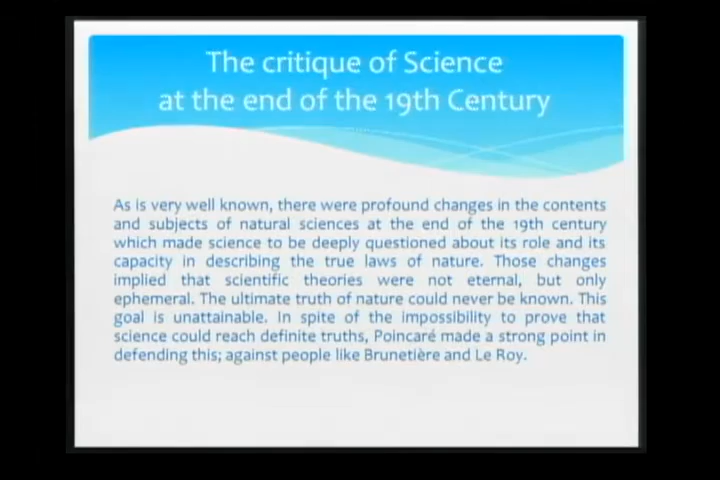 The critique of Science
at the end of the 19th Century
As is very well known, there were profound changes in the contents
and subjects of natural sciences at the end of the 19th century
which made science to be deeply questioned about its role and its
capacity in describing the true laws of nature. Those changes
implied that scientific theories were not eternal, but only
ephemeral. The ultimate truth of nature could never be known. This
goal is unattainable. In spite of the impossibility to prove that
science could reach definite truths, Poincaré made a strong point in
defending this; against people like Brunetière and Le Roy.